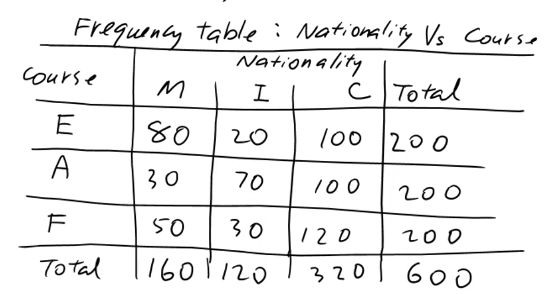 Frequency table : Nationality Vs Course
Nationality
Course M I C Total
E 80 20 100 200
A 30 70 100 200
F 50 30 120 200
Total 160 120 320 600